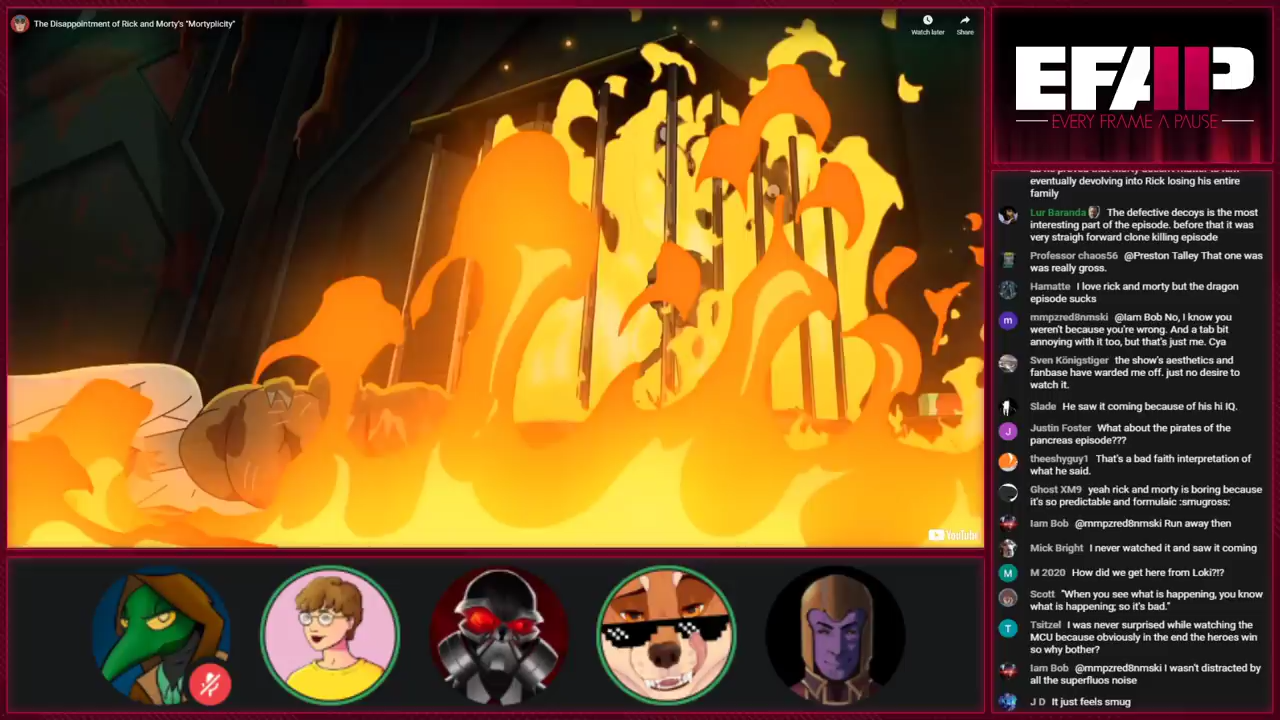 The Disappointment of Rick and Morty's "Mortyplicity"
Watch later
Share
YouTube
EFAP
EVERY FRAME A PAUSE
eventually devolving into Rick losing his entire
family
Lur Baranda The defective decoys is the most
interesting part of the episode. before that it was
very straigh forward clone killing episode
Professor chaos56 @Preston Talley That one was
was really gross.
Hamatte I love rick and morty but the dragon
episode sucks
mmpzred8nmski @Iam Bob No, I know you
weren't because you're wrong. And a tab bit
annoying with it too, but that's just me. Cya
Sven Königstiger the show's aesthetics and
fanbase have warded me off. just no desire to
watch it.
Slade He saw it coming because of his hi IQ.
J
Justin Foster What about the pirates of the
pancreas episode???
theeshyguy1 That's a bad faith interpretation of
what he said.
Ghost XM9 yeah rick and morty is boring because
it's so predictable and formulaic :smugross:
Iam Bob @mmpzred8nmski Run away then
Mick Bright I never watched it and saw it coming
M
M 2020 How did we get here from Loki?!?
Scott "When you see what is happening, you know
what is happening; so it's bad."
T
Tsitzel I was never surprised while watching the
MCU because obviously in the end the heroes win
so why bother?
Iam Bob @mmpzred8nmski I wasn't distracted by
all the superfluos noise
J D It just feels smug